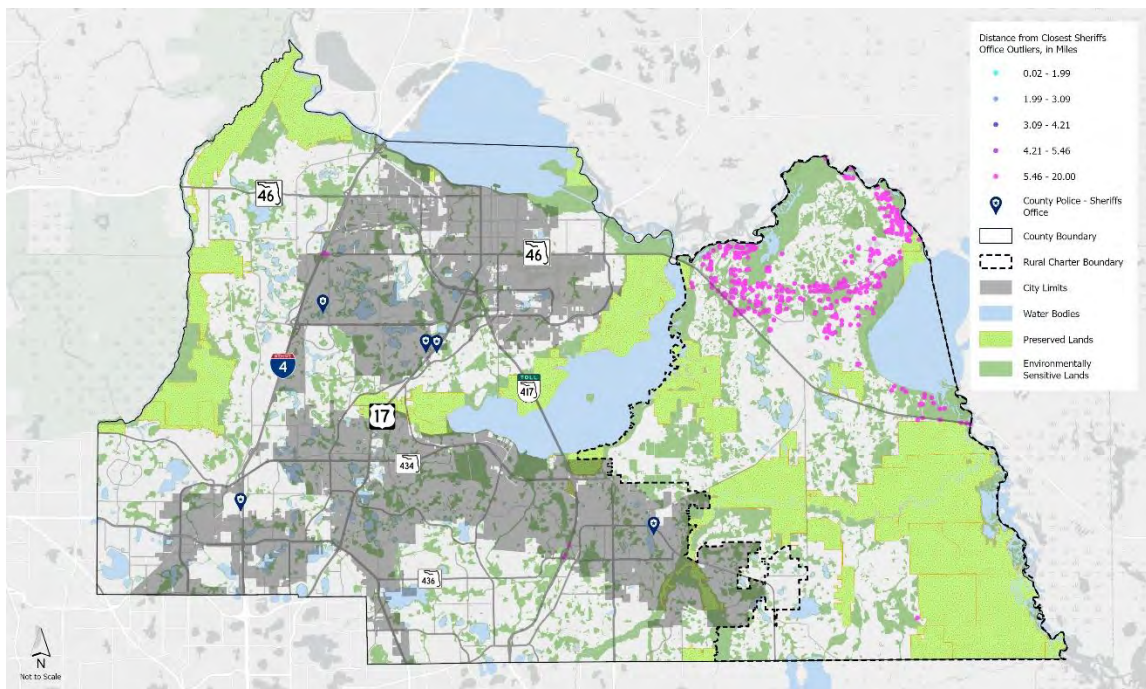 Distance from Closest Sheriffs
Office Outliers, in Miles
0.02 - 1.99
1.99 - 3.09
3.09 - 4.21
4.21 - 5.46
5.46 - 20.00
County Police - Sheriffs
Office
County Boundary
Rural Charter Boundary
City Limits
Water Bodies
Preserved Lands
Environmentally
Sensitive Lands
46
46
4
TOLL
417
17
434
436
N
Not to Scale